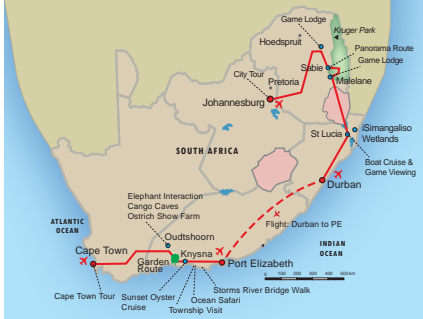 Game Lodge
Kruger Park
Hoedspruit
Panorama Route
Sabie
Game Lodge
City Tour
Pretoria
Malelane
Johannesburg
St Lucia
iSimangaliso
Wetlands
SOUTH AFRICA
Boat Cruise &
Game Viewing
Durban
Elephant Interaction
Cango Caves
Ostrich Show Farm
Flight: Durban to PE
ATLANTIC
OCEAN
Oudtshoorn
INDIAN
OCEAN
Cape Town
Knysna
Garden
Route
Port Elizabeth
0 100 200 300 400 500 km
Storms River Bridge Walk
Cape Town Tour
Sunset Oyster
Cruise
Ocean Safari
Township Visit